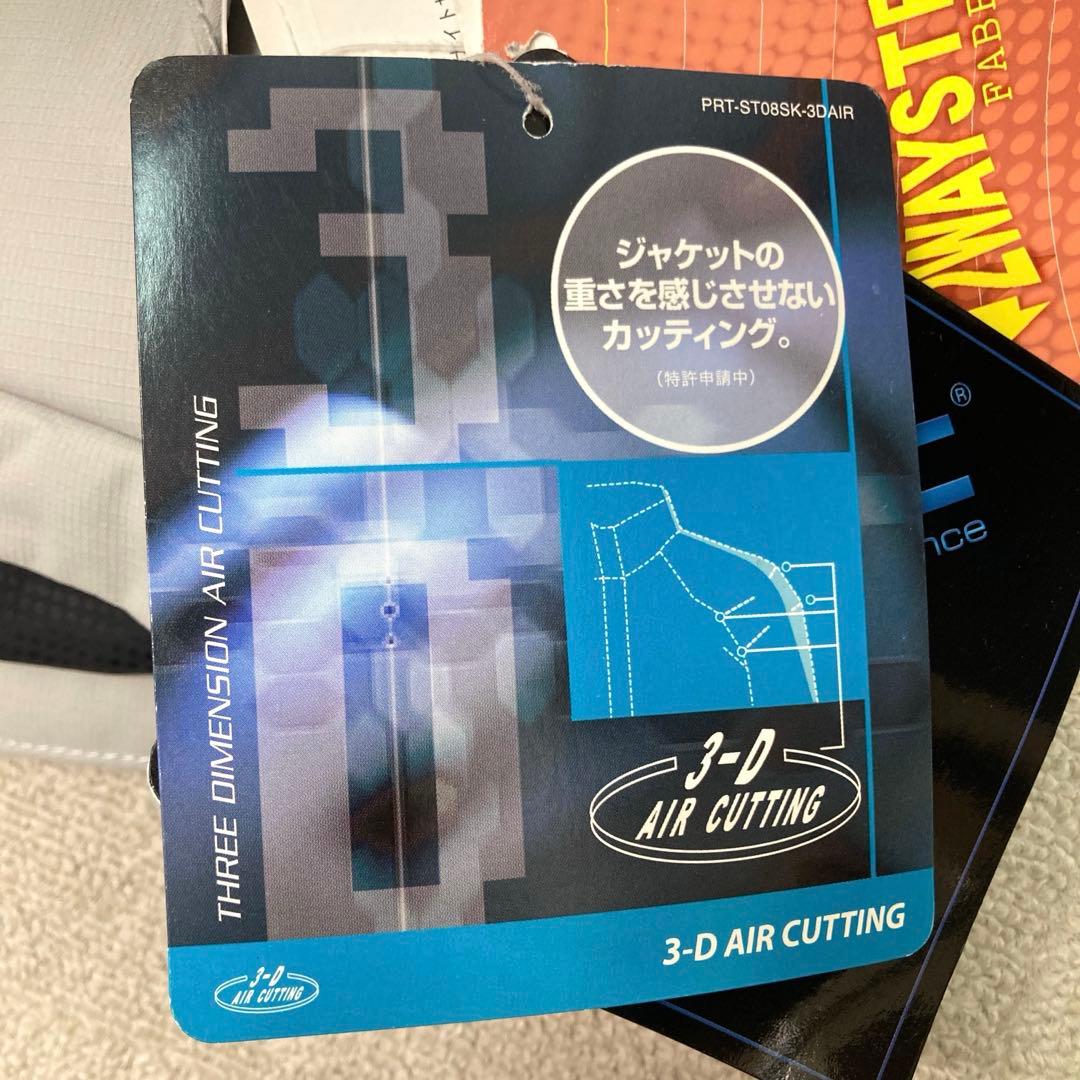 PRT-ST08SK-3DAIR
ジャケットの
重さを感じさせない
カッティング。
(特許申請中)
THREE DIMENSION AIR CUTTING
3-D
AIR CUTTING
3-D AIR CUTTING
3-D
AIR CUTTING
FABR
®
nce